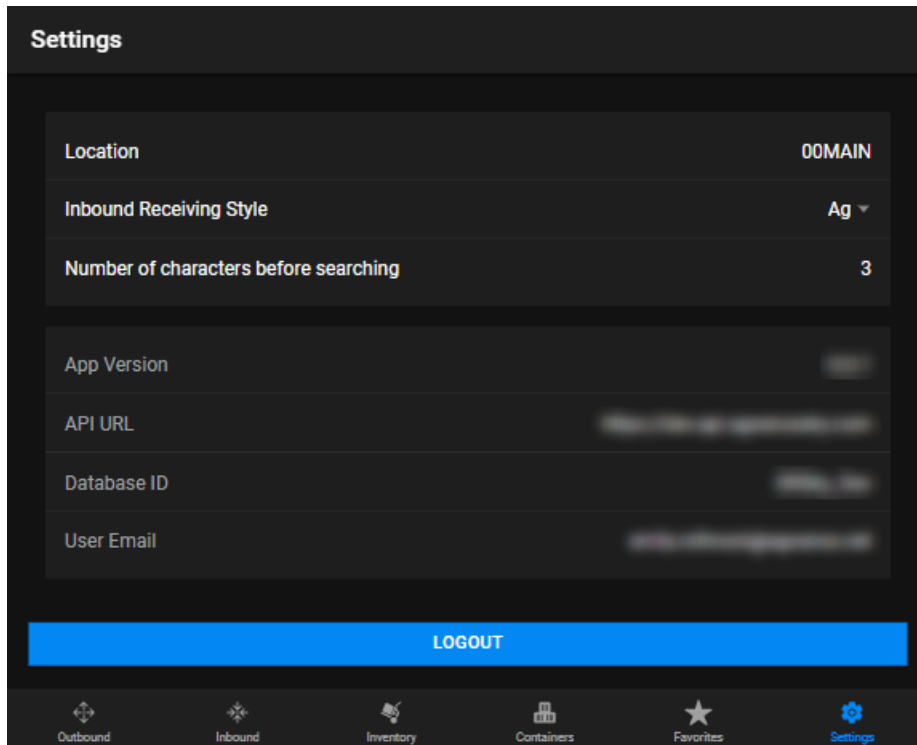 Settings
Location 00MAIN
Inbound Receiving Style Ag
Number of characters before searching 3
App Version
API URL
Database ID
User Email
LOGOUT
Outbound Inbound Inventory Containers Favorites Settings